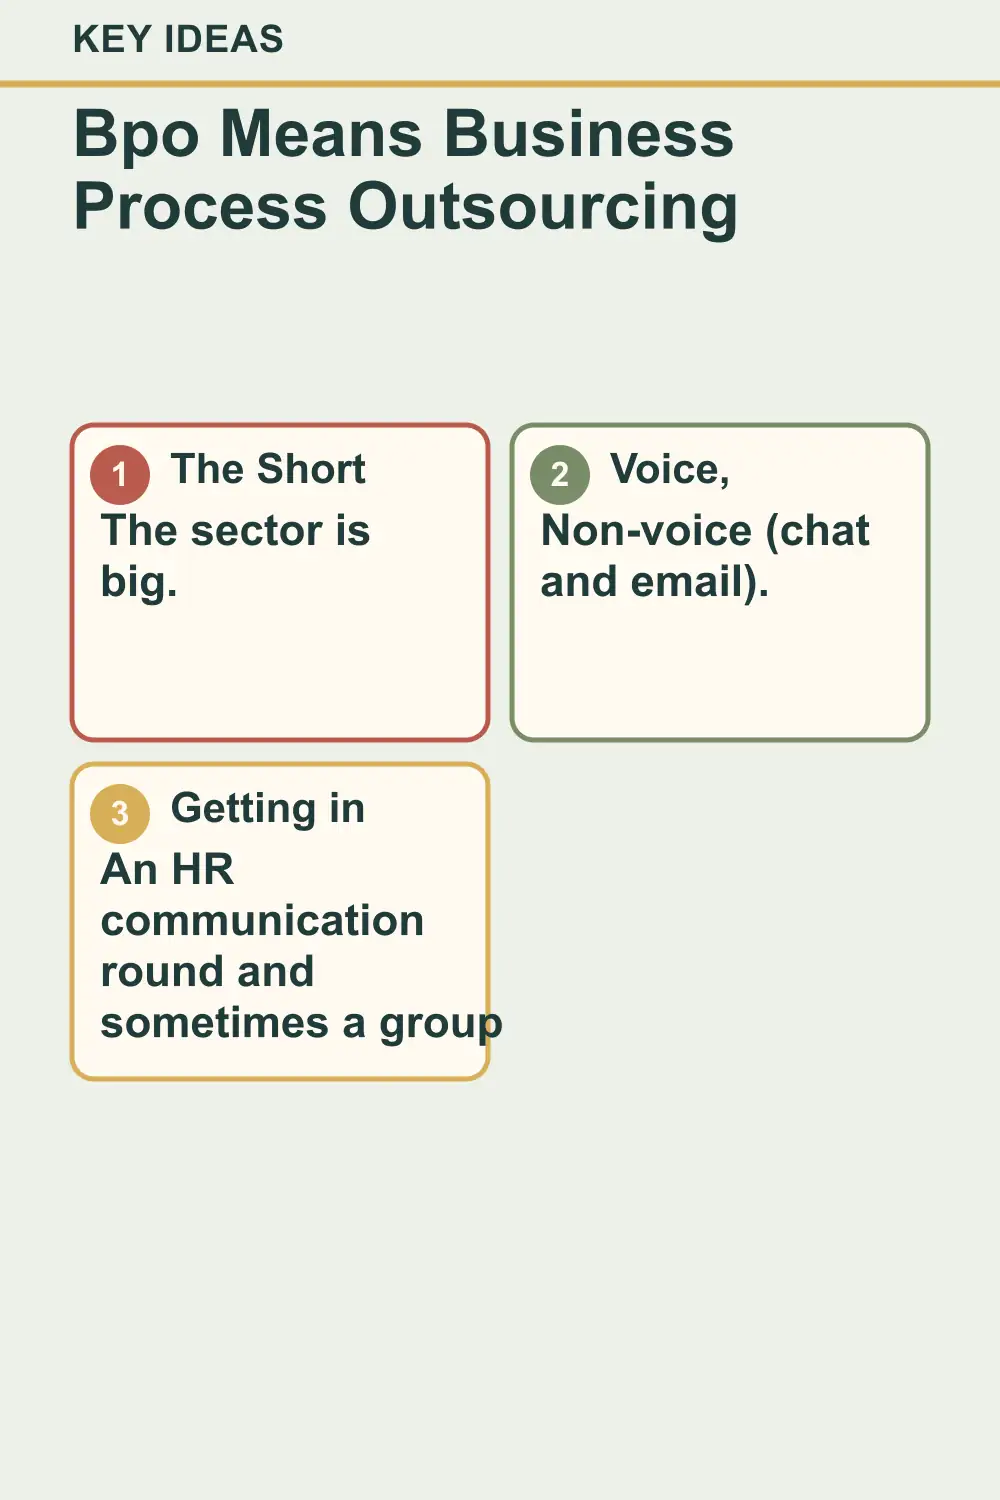 KEY IDEAS
Bpo Means Business
Process Outsourcing
1 The Short
The sector is
big.
2 Voice,
Non-voice (chat
and email).
3 Getting in
An HR
communication
round and
sometimes a group